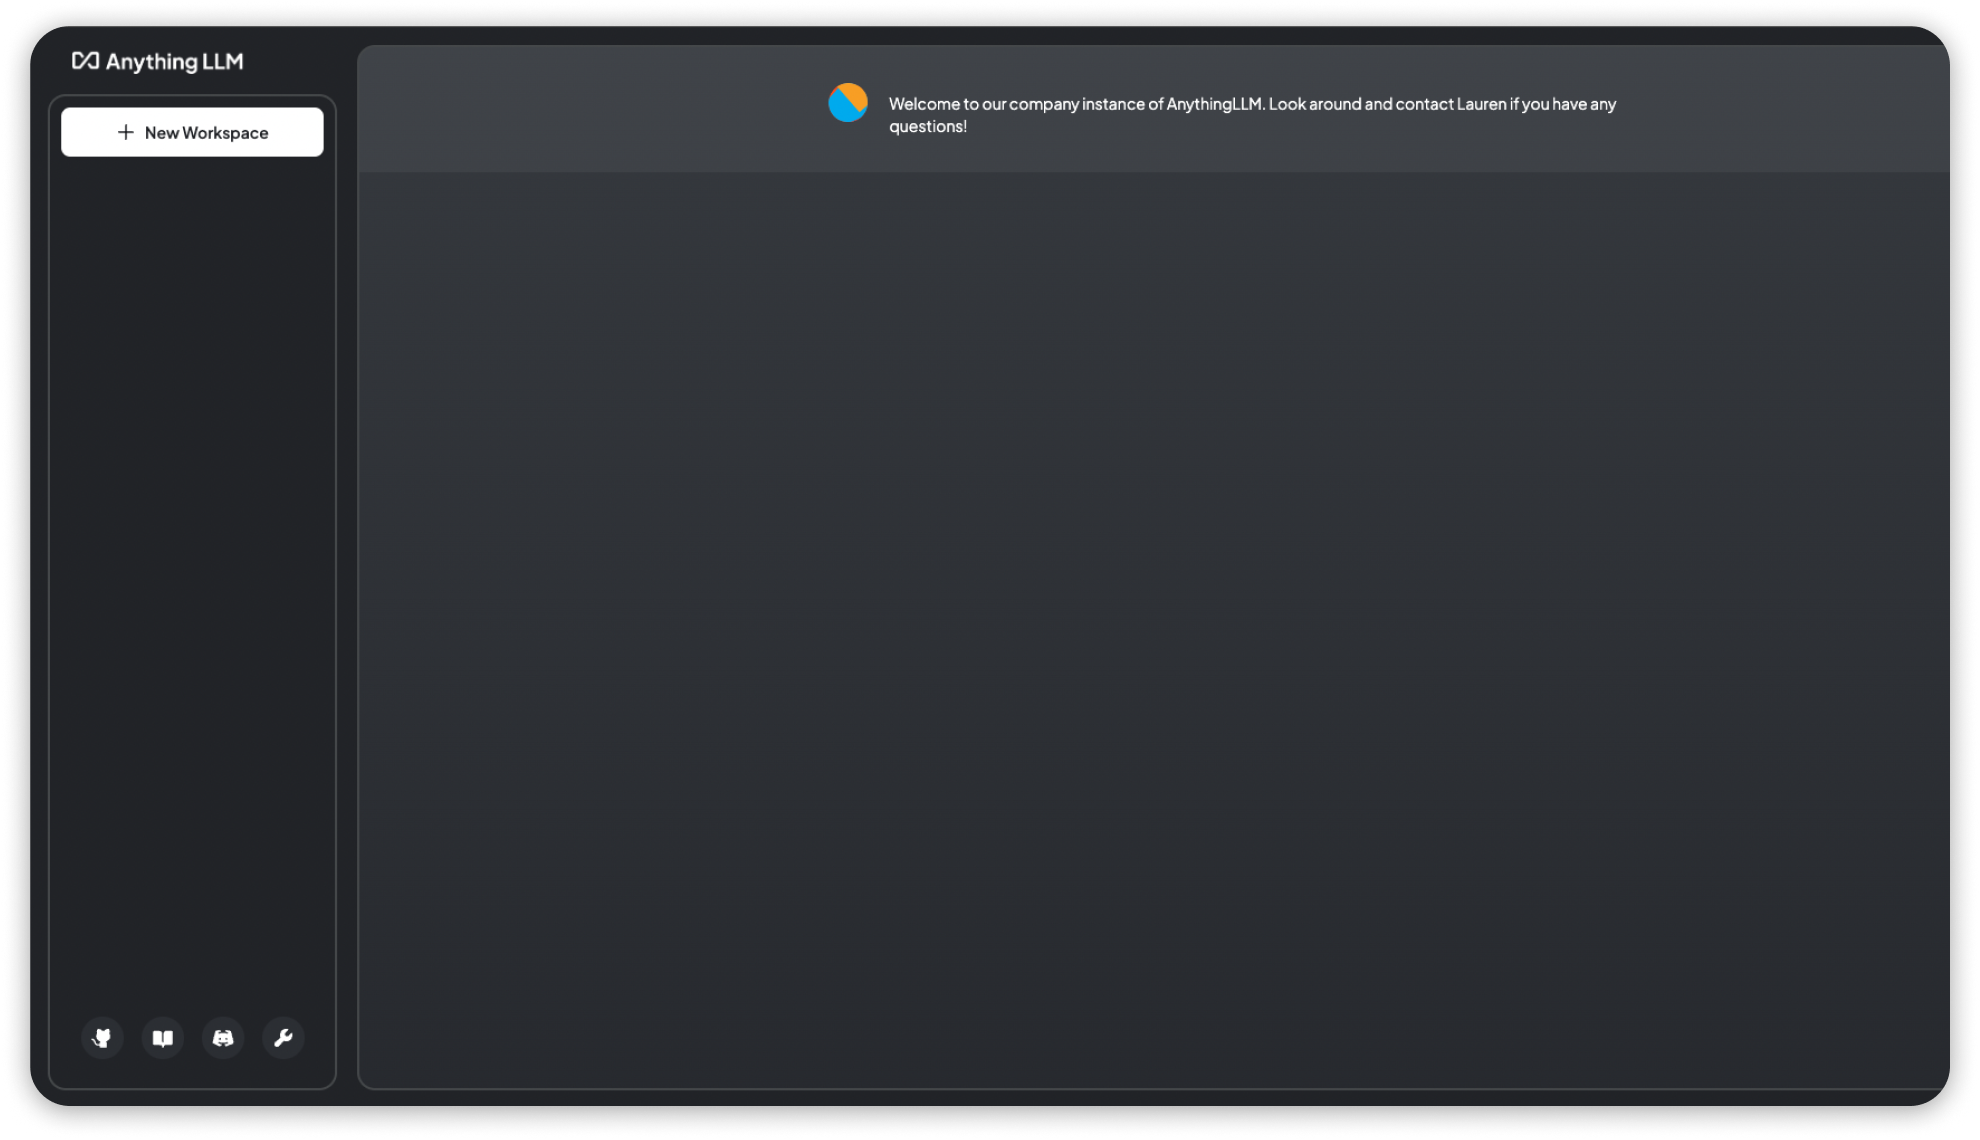 Anything LLM
New Workspace
Welcome to our company instance of AnythingLLM. Look around and contact Lauren if you have any
questions!